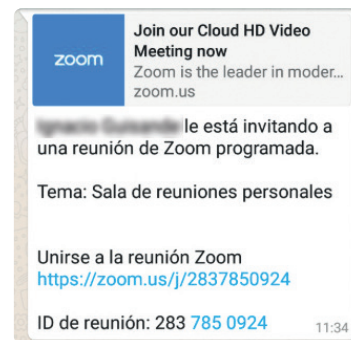 zoom
Join our Cloud HD Video
Meeting now
Zoom is the leader in moder...
zoom.us
le está invitando a
una reunión de Zoom programada.
Tema: Sala de reuniones personales
Unirse a la reunión Zoom
https://zoom.us/j/2837850924
ID de reunión: 283 785 0924
11:34